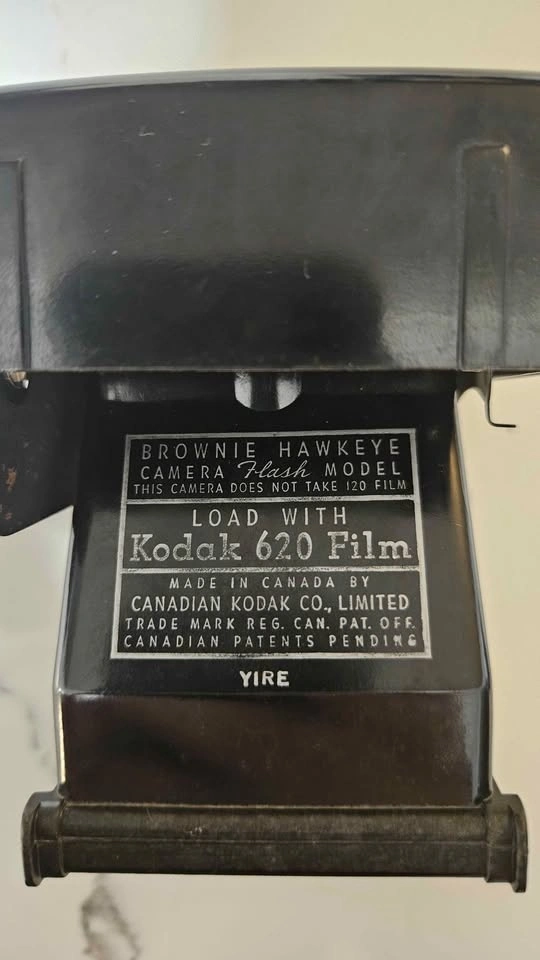 BROWNIE HAWKEYE
CAMERA Flash MODEL
THIS CAMERA DOES NOT TAKE 120 FILM
LOAD WITH
Kodak 620 Film
MADE IN CANADA BY
CANADIAN KODAK CO., LIMITED
TRADE MARK REG. CAN. PAT. OFF.
CANADIAN PATENTS PENDING
YIRE